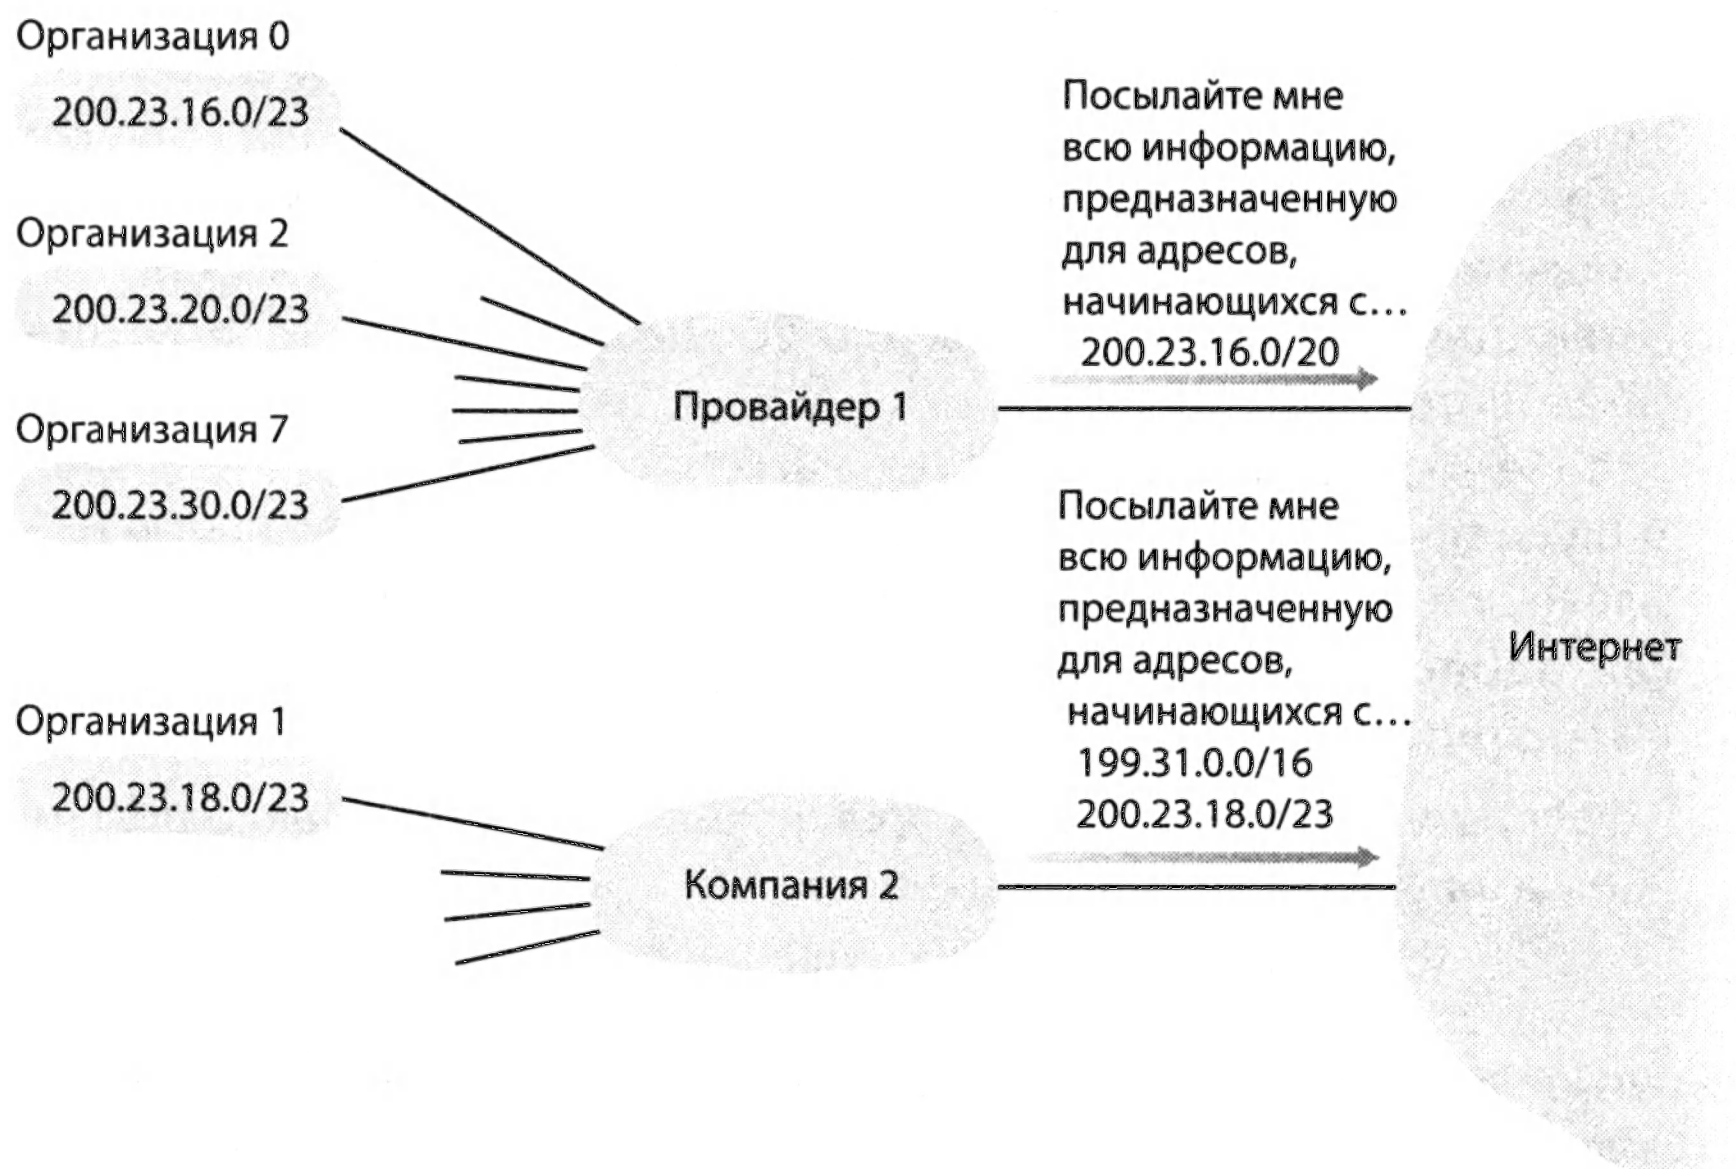 Организация 0
200.23.16.0/23
Организация 2
200.23.20.0/23
Организация 7
200.23.30.0/23
Провайдер 1
Посылайте мне
всю информацию,
предназначенную
для адресов,
начинающихся с...
200.23.16.0/20
Организация 1
200.23.18.0/23
Компания 2
Посылайте мне
всю информацию,
предназначенную
для адресов,
начинающихся с...
199.31.0.0/16
200.23.18.0/23
Интернет